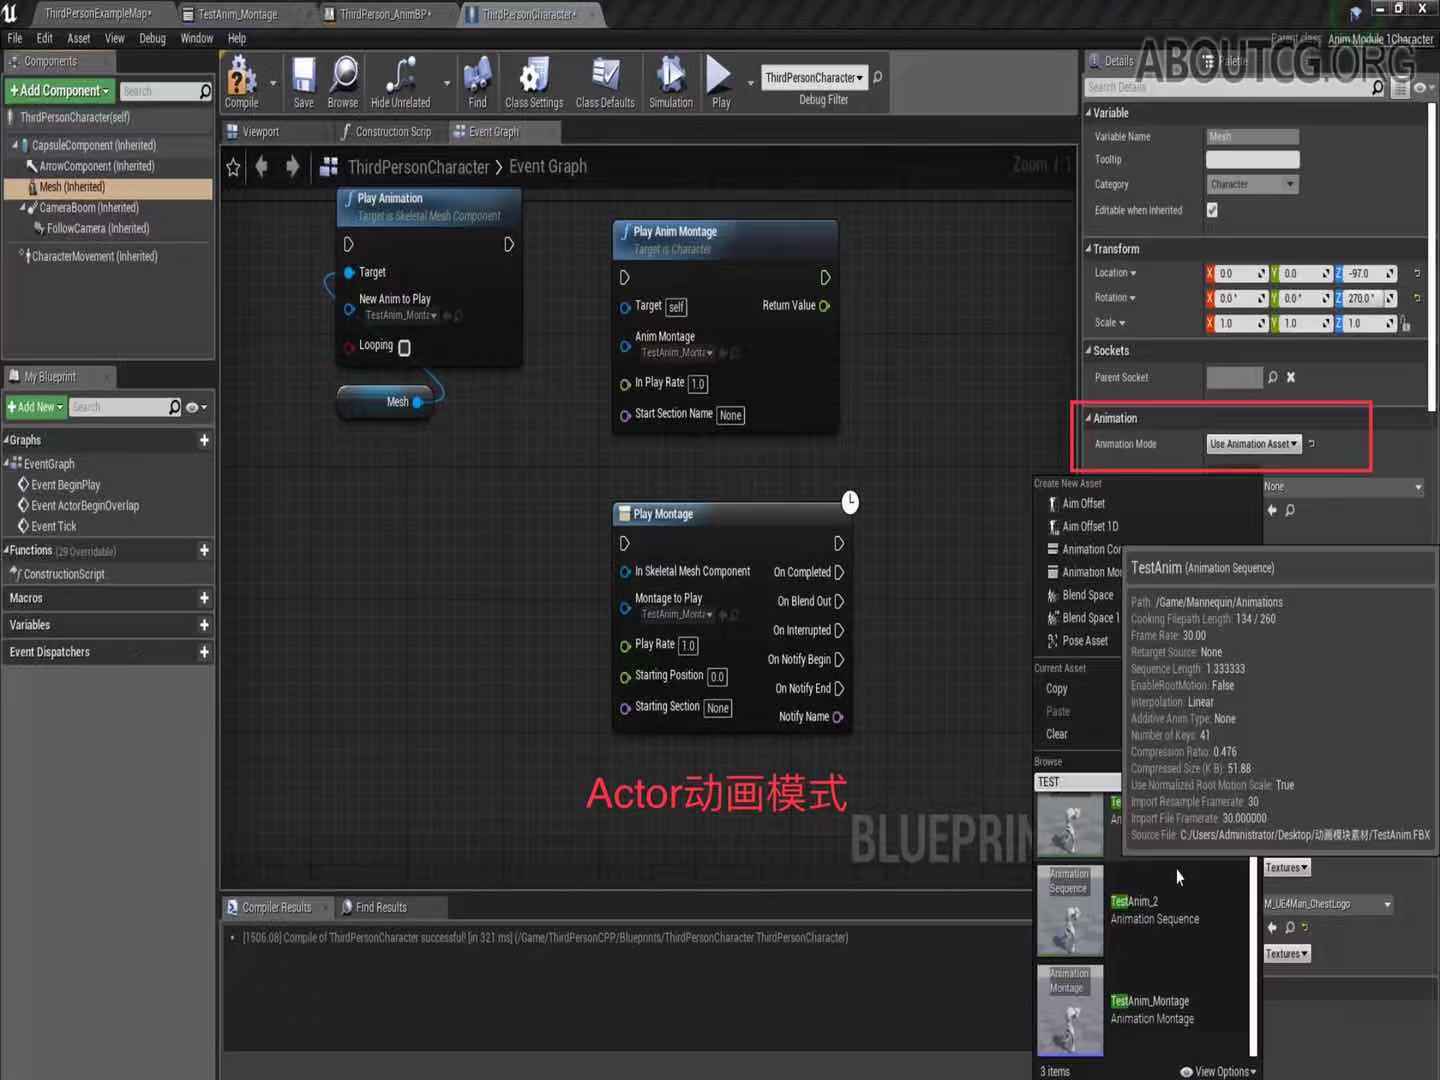 ThirdPersonExampleMap*
TestAnim_Montage
ThirdPerson_AnimBP*
ThirdPersonCharacter*
File Edit Asset View Debug Window Help
Parent class: Anim Module 1Character
ABOUTCG.ORG
Components
+Add Component
Search
ThirdPersonCharacter(self)
CapsuleComponent (Inherited)
ArrowComponent (Inherited)
Mesh (Inherited)
CameraBoom (Inherited)
FollowCamera (Inherited)
CharacterMovement (Inherited)
Compile
Save
Browse
Hide Unrelated
Find
Class Settings
Class Defaults
Simulation
Play
ThirdPersonCharacter
Debug Filter
Viewport
Construction Scrip
Event Graph
ThirdPersonCharacter > Event Graph
Zoom 1
Play Animation
Target is Skeletal Mesh Component
Target
New Anim to Play
TestAnim_Monta
Looping
Mesh
Play Anim Montage
Target is Character
Target self
Return Value
Anim Montage
TestAnim_Monta
In Play Rate 1.0
Start Section Name None
Play Montage
In Skeletal Mesh Component
On Completed
Montage to Play
TestAnim_Monta
On Blend Out
On Interrupted
Play Rate 1.0
On Notify Begin
Starting Position 0.0
On Notify End
Starting Section None
Notify Name
Actor动画模式
BLUEPRIN
My Blueprint
+Add New
Search
Graphs
EventGraph
Event BeginPlay
Event ActorBeginOverlap
Event Tick
Functions (29 Overridable)
ConstructionScript
Macros
Variables
Event Dispatchers
Compiler Results
Find Results
[1506.08] Compile of ThirdPersonCharacter successful! [in 321 ms] (/Game/ThirdPersonCPP/Blueprints/ThirdPersonCharacter.ThirdPersonCharacter)
Details
Palette
Search Details
Variable
Variable Name Mesh
Tooltip
Category Character
Editable when Inherited
Transform
Location X 0.0 Y 0.0 Z -97.0
Rotation X 0.0° Y 0.0° Z 270.0°
Scale X 1.0 Y 1.0 Z 1.0
Sockets
Parent Socket
Animation
Animation Mode Use Animation Asset
None
Create New Asset
Aim Offset
Aim Offset 1D
Animation Co
Animation Mo
Blend Space
Blend Space 1
Pose Asset
Current Asset
Copy
Paste
Clear
Browse
TEST
TestAnim (Animation Sequence)
Path: /Game/Mannequin/Animations
Cooking Filepath Length: 134 / 260
Frame Rate: 30.00
Retarget Source: None
Sequence Length: 1.333333
EnableRootMotion: False
Interpolation: Linear
Additive Anim Type: None
Number of Keys: 41
Compression Ratio: 0.476
Compressed Size (KB): 51.88
Use Normalized Root Motion Scale: True
Import Resample Framerate: 30
Import File Framerate: 30.000000
Source File: C:/Users/Administrator/Desktop/动画模块素材/TestAnim.FBX
Te
An
Animation
Sequence
TestAnim_2
Animation Sequence
Animation
Montage
TestAnim_Montage
Animation Montage
3 items
View Options
Textures
M_UE4Man_ChestLogo
Textures